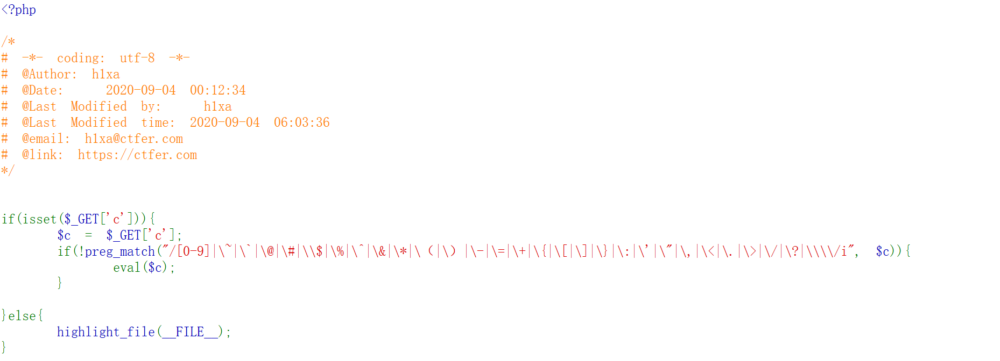 <?php
/*
# -*- coding: utf-8 -*-
# @Author: h1xa
# @Date: 2020-09-04 00:12:34
# @Last Modified by: h1xa
# @Last Modified time: 2020-09-04 06:03:36
# @email: h1xa@ctfer.com
# @link: https://ctfer.com
*/
if(isset($_GET['c'])){
$c = $_GET['c'];
if(!preg_match("/[0-9]|\~|\`|\@|\#|\\$|\%|\^|\&|\*|\（|\）|\-|\=|\+|\{|\[|\]|\}|\:|\'|\"|\,|\<|\.|\>|\/|\?|\\\\/i", $c)){
eval($c);
}
}else{
highlight_file(__FILE__);
}